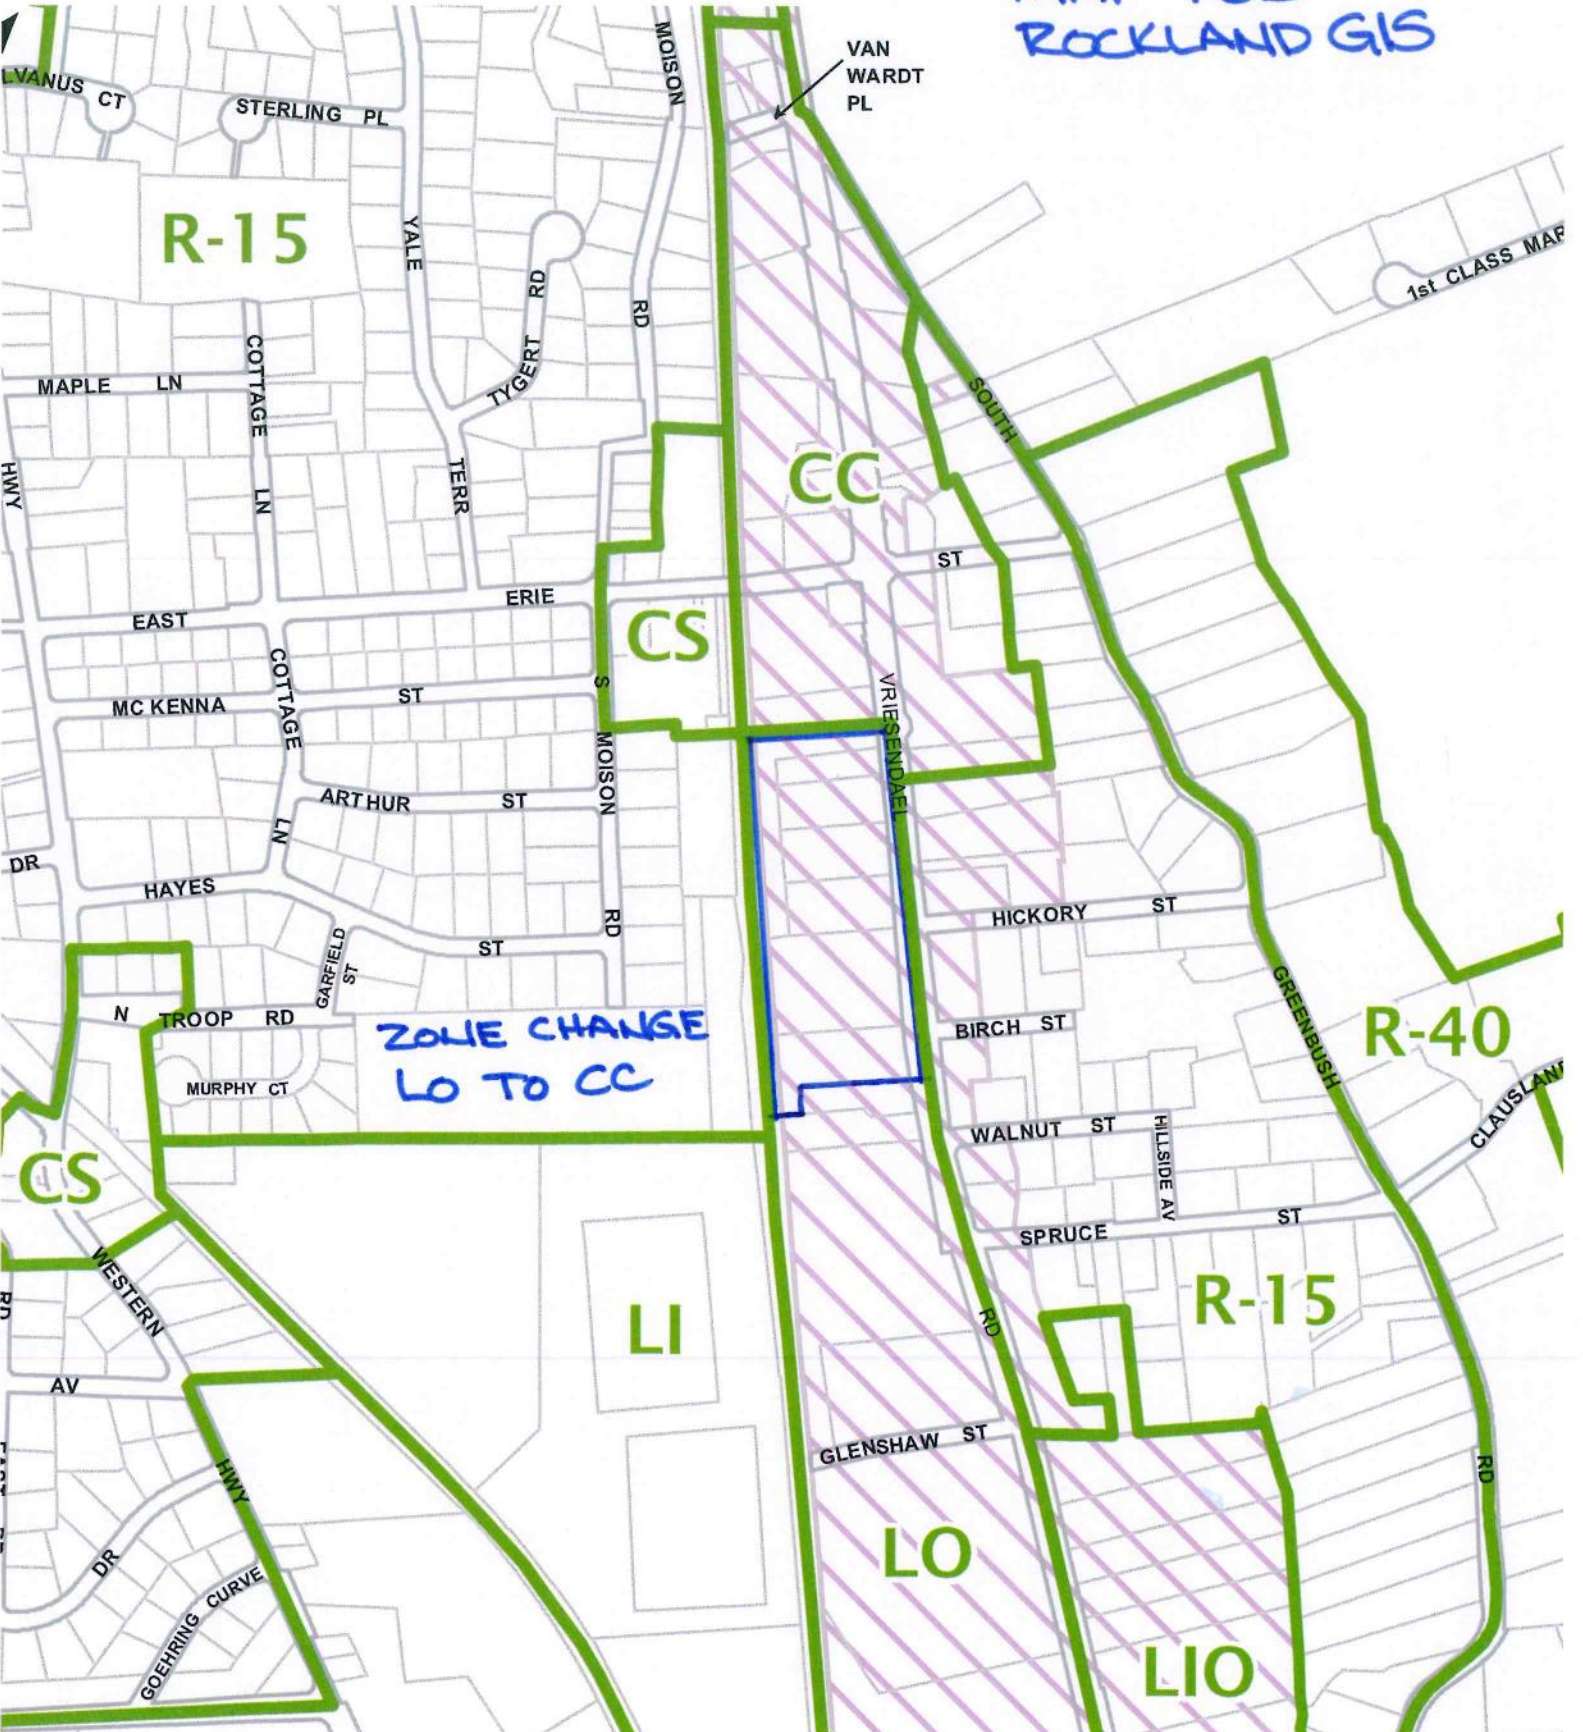 ROCKLAND GIS
VAN
WARDT
PL
MOISON
CT
STERLING PL
R-15
YALE
RD
RD
1st CLASS
COTTAGE
MAPLE LN
TYGERT
SOUTH
HWY
TERR
CC
LN
ST
ERIE
EAST
CS
COTTAGE
S
ST
MC KENNA
VRIESENDAEL
MOISON
ARTHUR ST
LN
DR
HAYES
HICKORY ST
RD
GARFIELD
ST
ST
GREENBUSH
N TROOP RD
ZONE CHANGE
LO TO CC
BIRCH ST
R-40
MURPHY CT
WALNUT ST
HILLSIDE AV
CS
SPRUCE ST
WESTERN
RD
R-15
LI
RD
AV
GLENSHAW ST
HWY
RD
LO
DR
GOEHRING CURVE
LIO